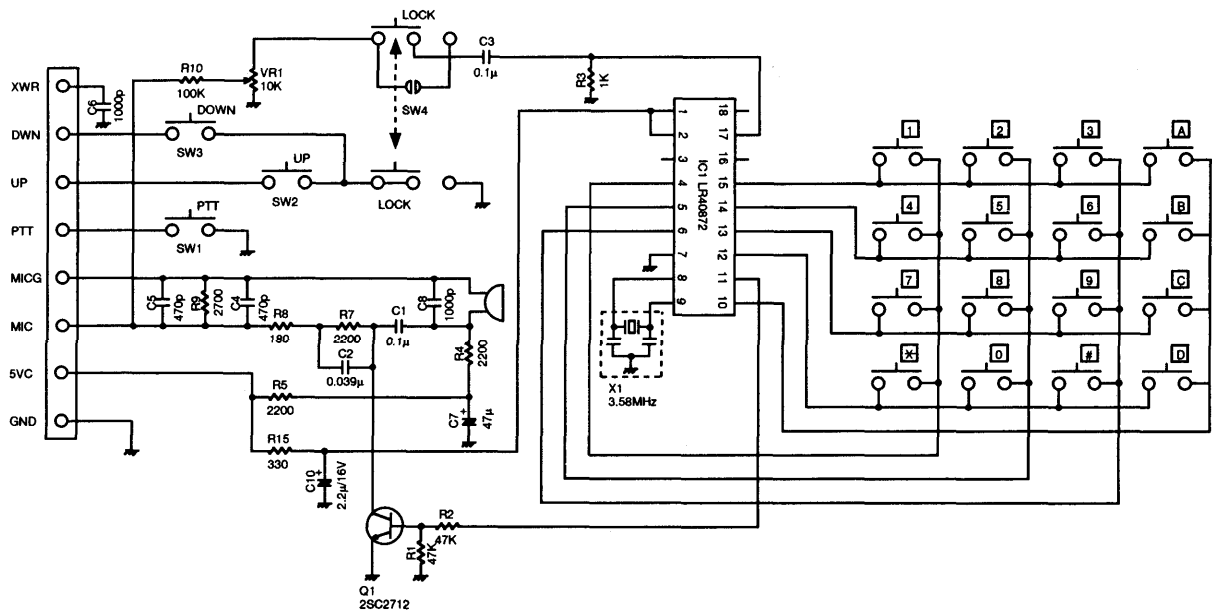 LOCK
C3
0.1µ
R3
1K
R10
100K
VR1
10K
SW4
XWR
C6
1000p
DWN
DOWN
SW3
UP
UP
SW2
LOCK
PTT
PTT
SW1
MICG
C5
470p
R9
2700
C4
470p
C8
1000p
MIC
R8
180
R7
2200
C1
0.1µ
C2
0.039µ
R4
2200
5VC
R5
2200
C7
+
47µ
GND
R15
330
C10
+
2.2µ/16V
R2
47K
R1
47K
Q1
2SC2712
IC1 LR40872
1
2
3
4
5
6
7
8
9
18
17
16
15
14
13
12
11
10
X1
3.58MHz
1
2
3
A
4
5
6
B
7
8
9
C
X
0
#
D